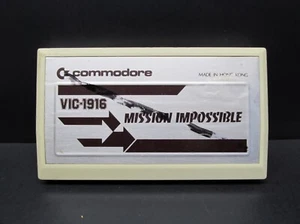 commodore
MADE IN HONG KONG
VIC-1916
MISSION IMPOSSIBLE